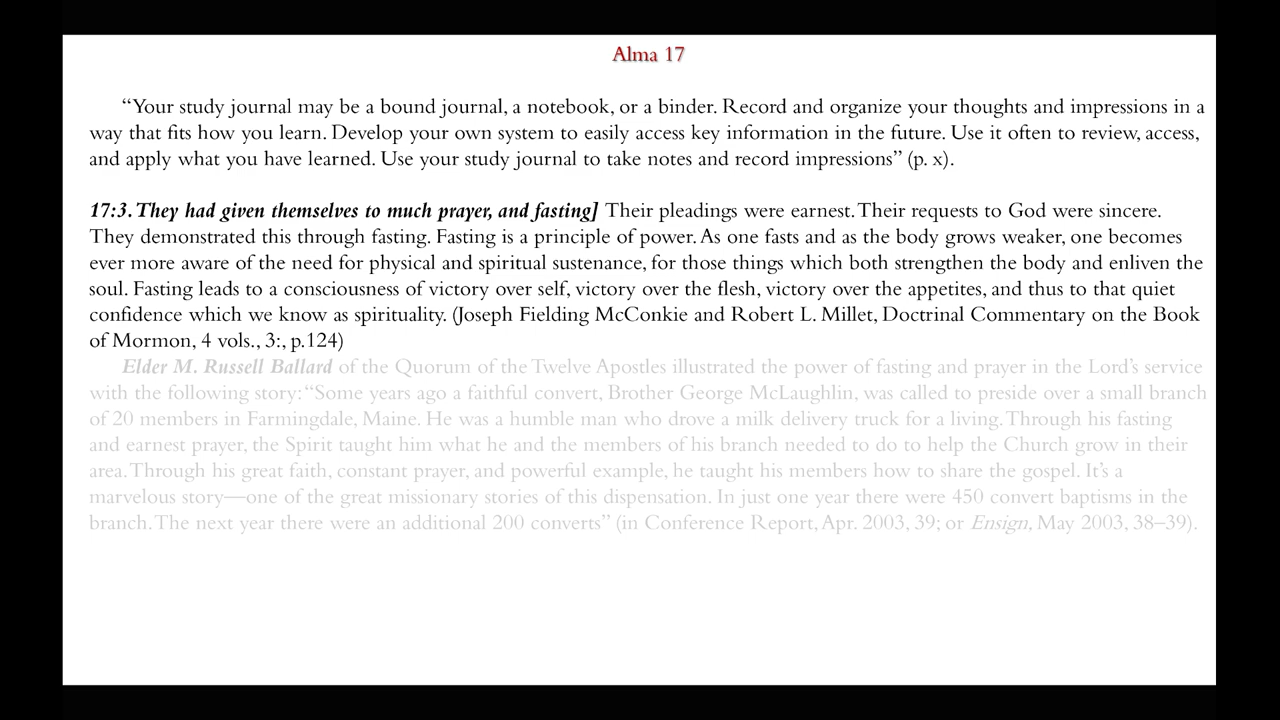 Alma 17
“Your study journal may be a bound journal, a notebook, or a binder. Record and organize your thoughts and impressions in a
way that fits how you learn. Develop your own system to easily access key information in the future. Use it often to review, access,
and apply what you have learned. Use your study journal to take notes and record impressions” (p. x).
17:3. They had given themselves to much prayer, and fasting] Their pleadings were earnest. Their requests to God were sincere.
They demonstrated this through fasting. Fasting is a principle of power. As one fasts and as the body grows weaker, one becomes
ever more aware of the need for physical and spiritual sustenance, for those things which both strengthen the body and enliven the
soul. Fasting leads to a consciousness of victory over self, victory over the flesh, victory over the appetites, and thus to that quiet
confidence which we know as spirituality. (Joseph Fielding McConkie and Robert L. Millet, Doctrinal Commentary on the Book
of Mormon, 4 vols., 3:, p.124)
Elder M. Russell Ballard of the Quorum of the Twelve Apostles illustrated the power of fasting and prayer in the Lord’s service
with the following story: “Some years ago a faithful convert, Brother George McLaughlin, was called to preside over a small branch
of 20 members in Farmingdale, Maine. He was a humble man who drove a milk delivery truck for a living. Through his fasting
and earnest prayer, the Spirit taught him what he and the members of his branch needed to do to help the Church grow in their
area. Through his great faith, constant prayer, and powerful example, he taught his members how to share the gospel. It’s a
marvelous story—one of the great missionary stories of this dispensation. In just one year there were 450 convert baptisms in the
branch. The next year there were an additional 200 converts” (in Conference Report, Apr. 2003, 39; or Ensign, May 2003, 38–39).